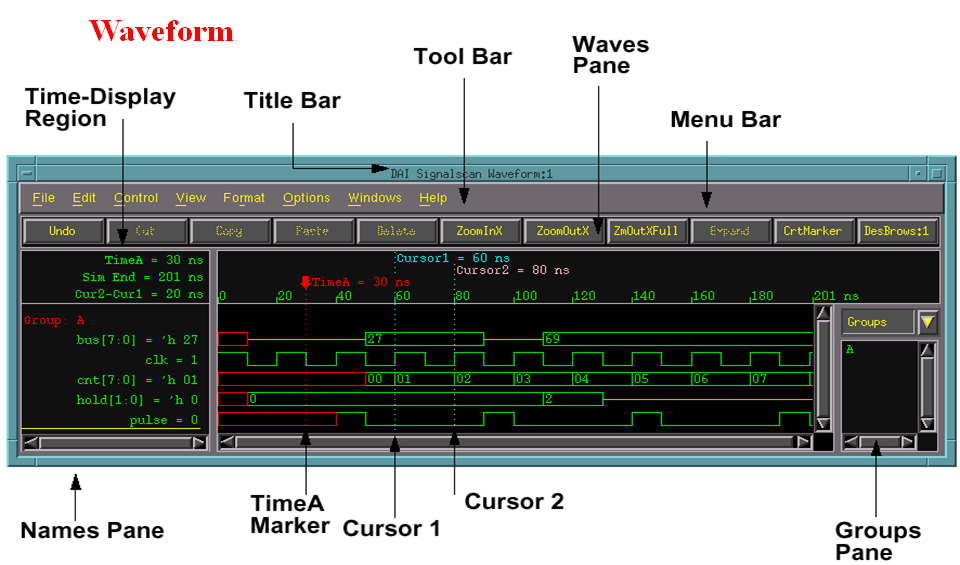 Waveform
Tool Bar
Waves
Pane
Time-Display
Region
Title Bar
Menu Bar
DAI Signalscan Waveform:1
File Edit Control View Format Options Windows Help
Undo Cut Copy Paste Delete ZoomInX ZoomOutX ZmOutXFull Expand CrtMarker DesBrows:1
TimeA = 30 ns
Sim End = 201 ns
Cur2-Cur1 = 20 ns
Cursor1 = 60 ns
Cursor2 = 80 ns
TimeA = 30 ns
0 20 40 60 80 100 120 140 160 180 201 ns
Group: A
bus[7:0] = 'h 27
27 69
clk = 1
cnt[7:0] = 'h 01
00 01 02 03 04 05 06 07
hold[1:0] = 'h 0
0 2
pulse = 0
Groups
A
Names Pane
TimeA
Marker
Cursor 1
Cursor 2
Groups
Pane